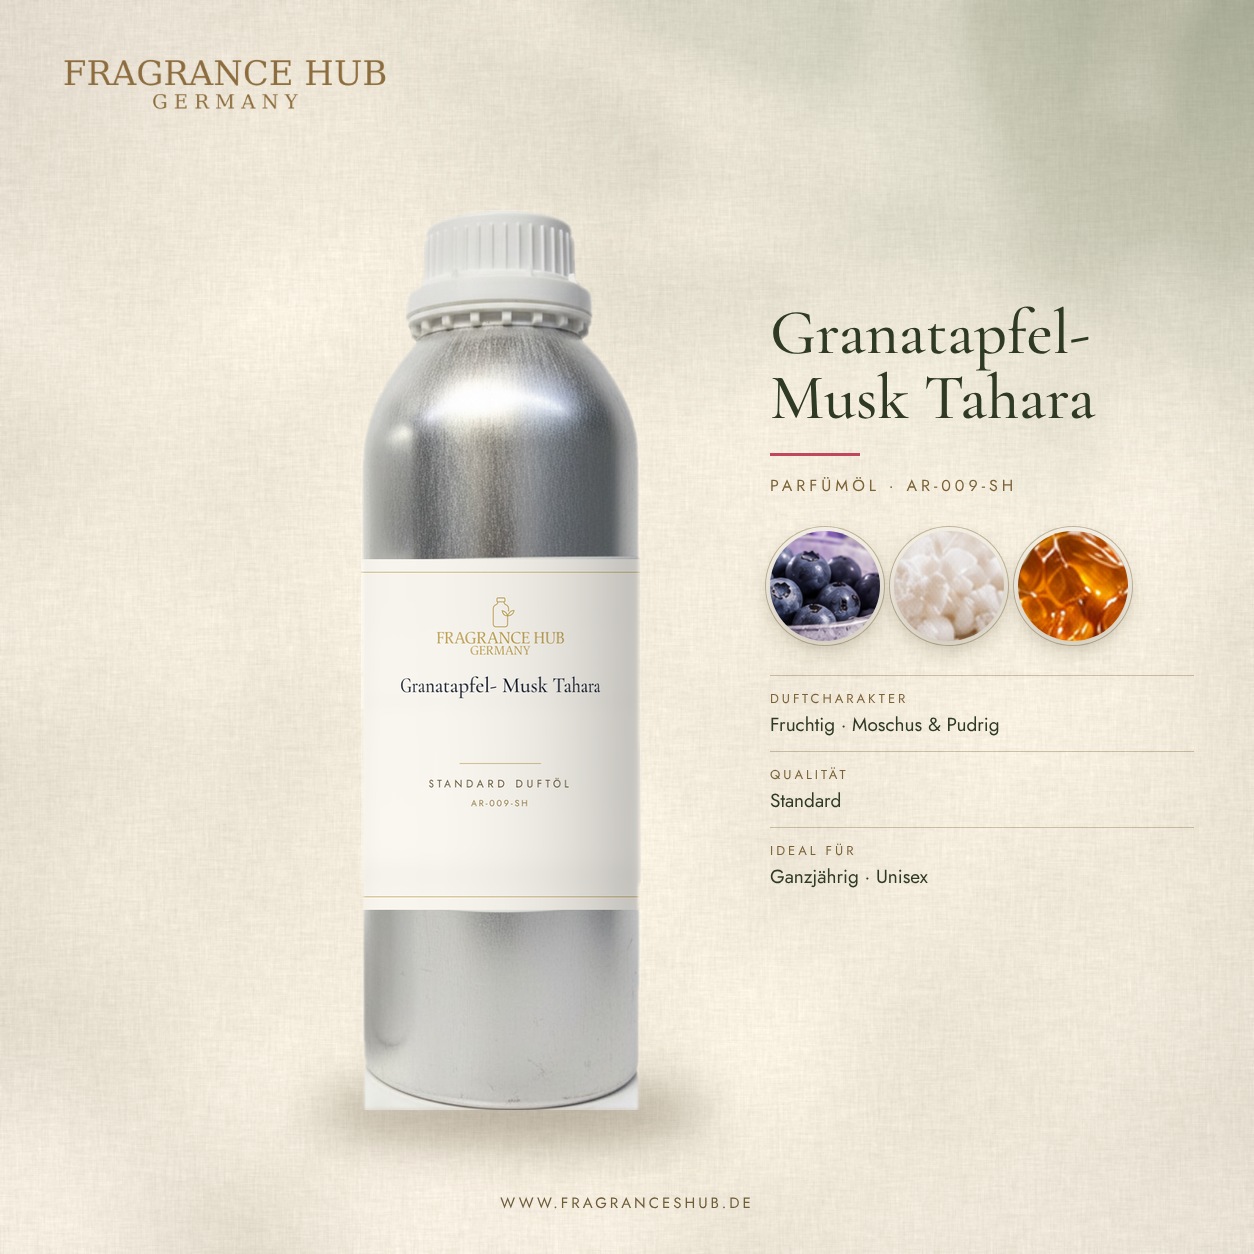 FRAGRANCE HUB
GERMANY
Granatapfel-
Musk Tahara
PARFÜMÖL · AR-009-SH
FRAGRANCE HUB
GERMANY
Granatapfel- Musk Tahara
STANDARD DUFTÖL
AR-009-SH
DUFTCHARAKTER
Fruchtig · Moschus & Pudrig
QUALITÄT
Standard
IDEAL FÜR
Ganzjährig · Unisex
WWW.FRAGRANCESHUB.DE